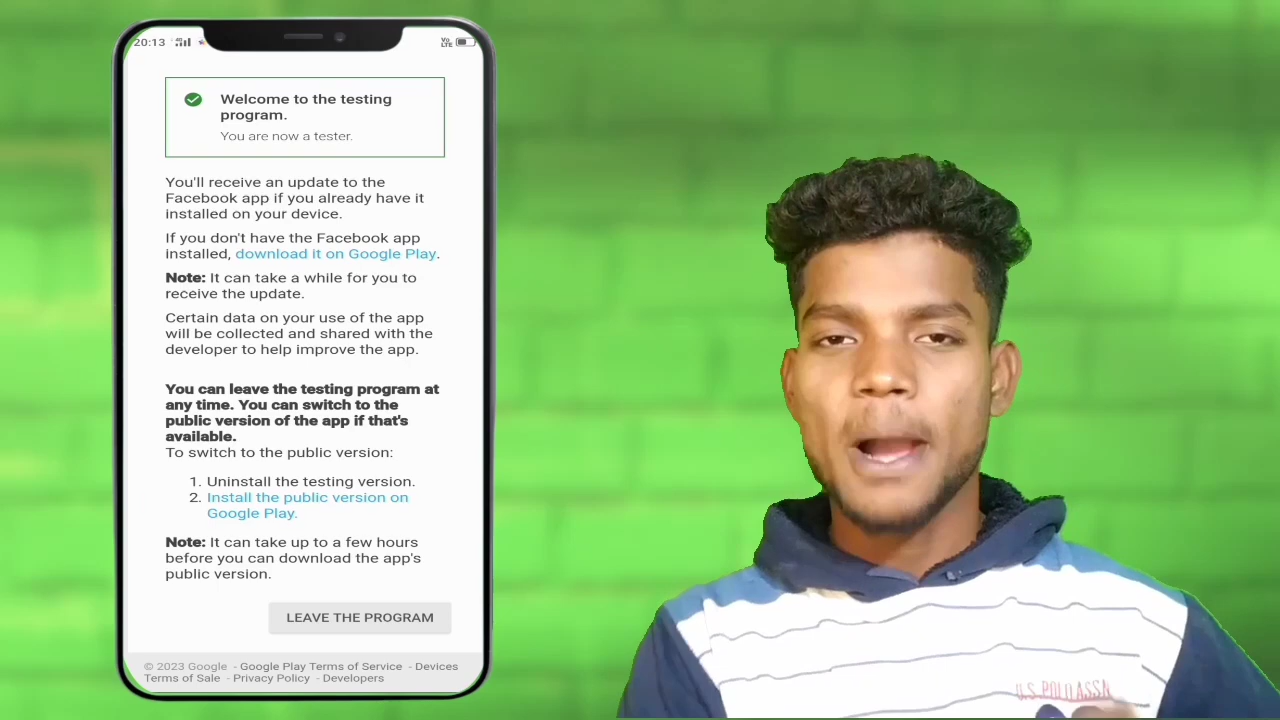 20:13
4G
Vo
LTE
Welcome to the testing
program.
You are now a tester.
You'll receive an update to the
Facebook app if you already have it
installed on your device.
If you don't have the Facebook app
installed, download it on Google Play.
Note: It can take a while for you to
receive the update.
Certain data on your use of the app
will be collected and shared with the
developer to help improve the app.
You can leave the testing program at
any time. You can switch to the
public version of the app if that's
available.
To switch to the public version:
1. Uninstall the testing version.
2. Install the public version on
Google Play.
Note: It can take up to a few hours
before you can download the app's
public version.
LEAVE THE PROGRAM
© 2023 Google - Google Play Terms of Service - Devices
Terms of Sale - Privacy Policy - Developers
U.S. POLO ASSN